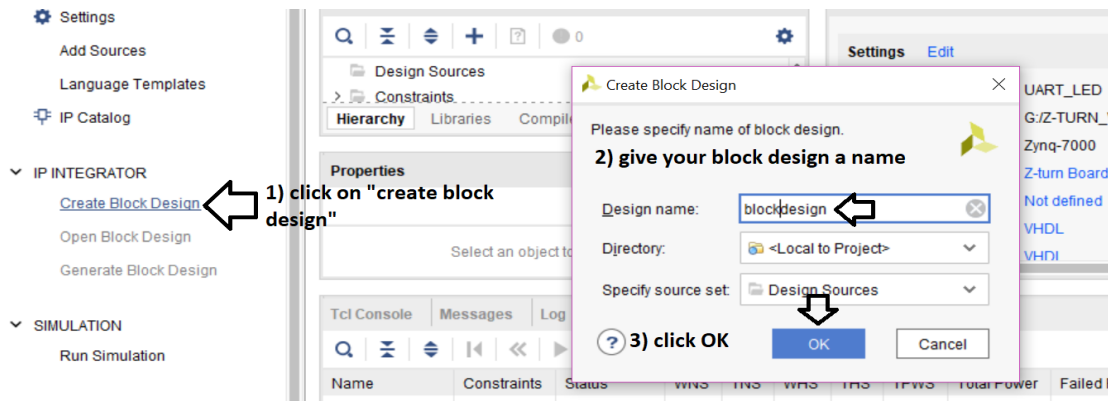 Settings
Add Sources
Language Templates
IP Catalog
IP INTEGRATOR
Create Block Design
Open Block Design
Generate Block Design
SIMULATION
Run Simulation
1) click on "create block
design"
0
Design Sources
Constraints
Hierarchy Libraries
Properties
Select an object
Tcl Console Messages Log
Name Constraints Status WNS TNS WHS THS TPWS Total Power Failed
Create Block Design
Please specify name of block design.
2) give your block design a name
Design name: blockdesign
Directory: <Local to Project>
Specify source set: Design Sources
3) click OK
? OK Cancel
Settings Edit
UART_LED
G:/Z-TURN_
Zynq-7000
Z-turn Board
Not defined
VHDL
VHDL